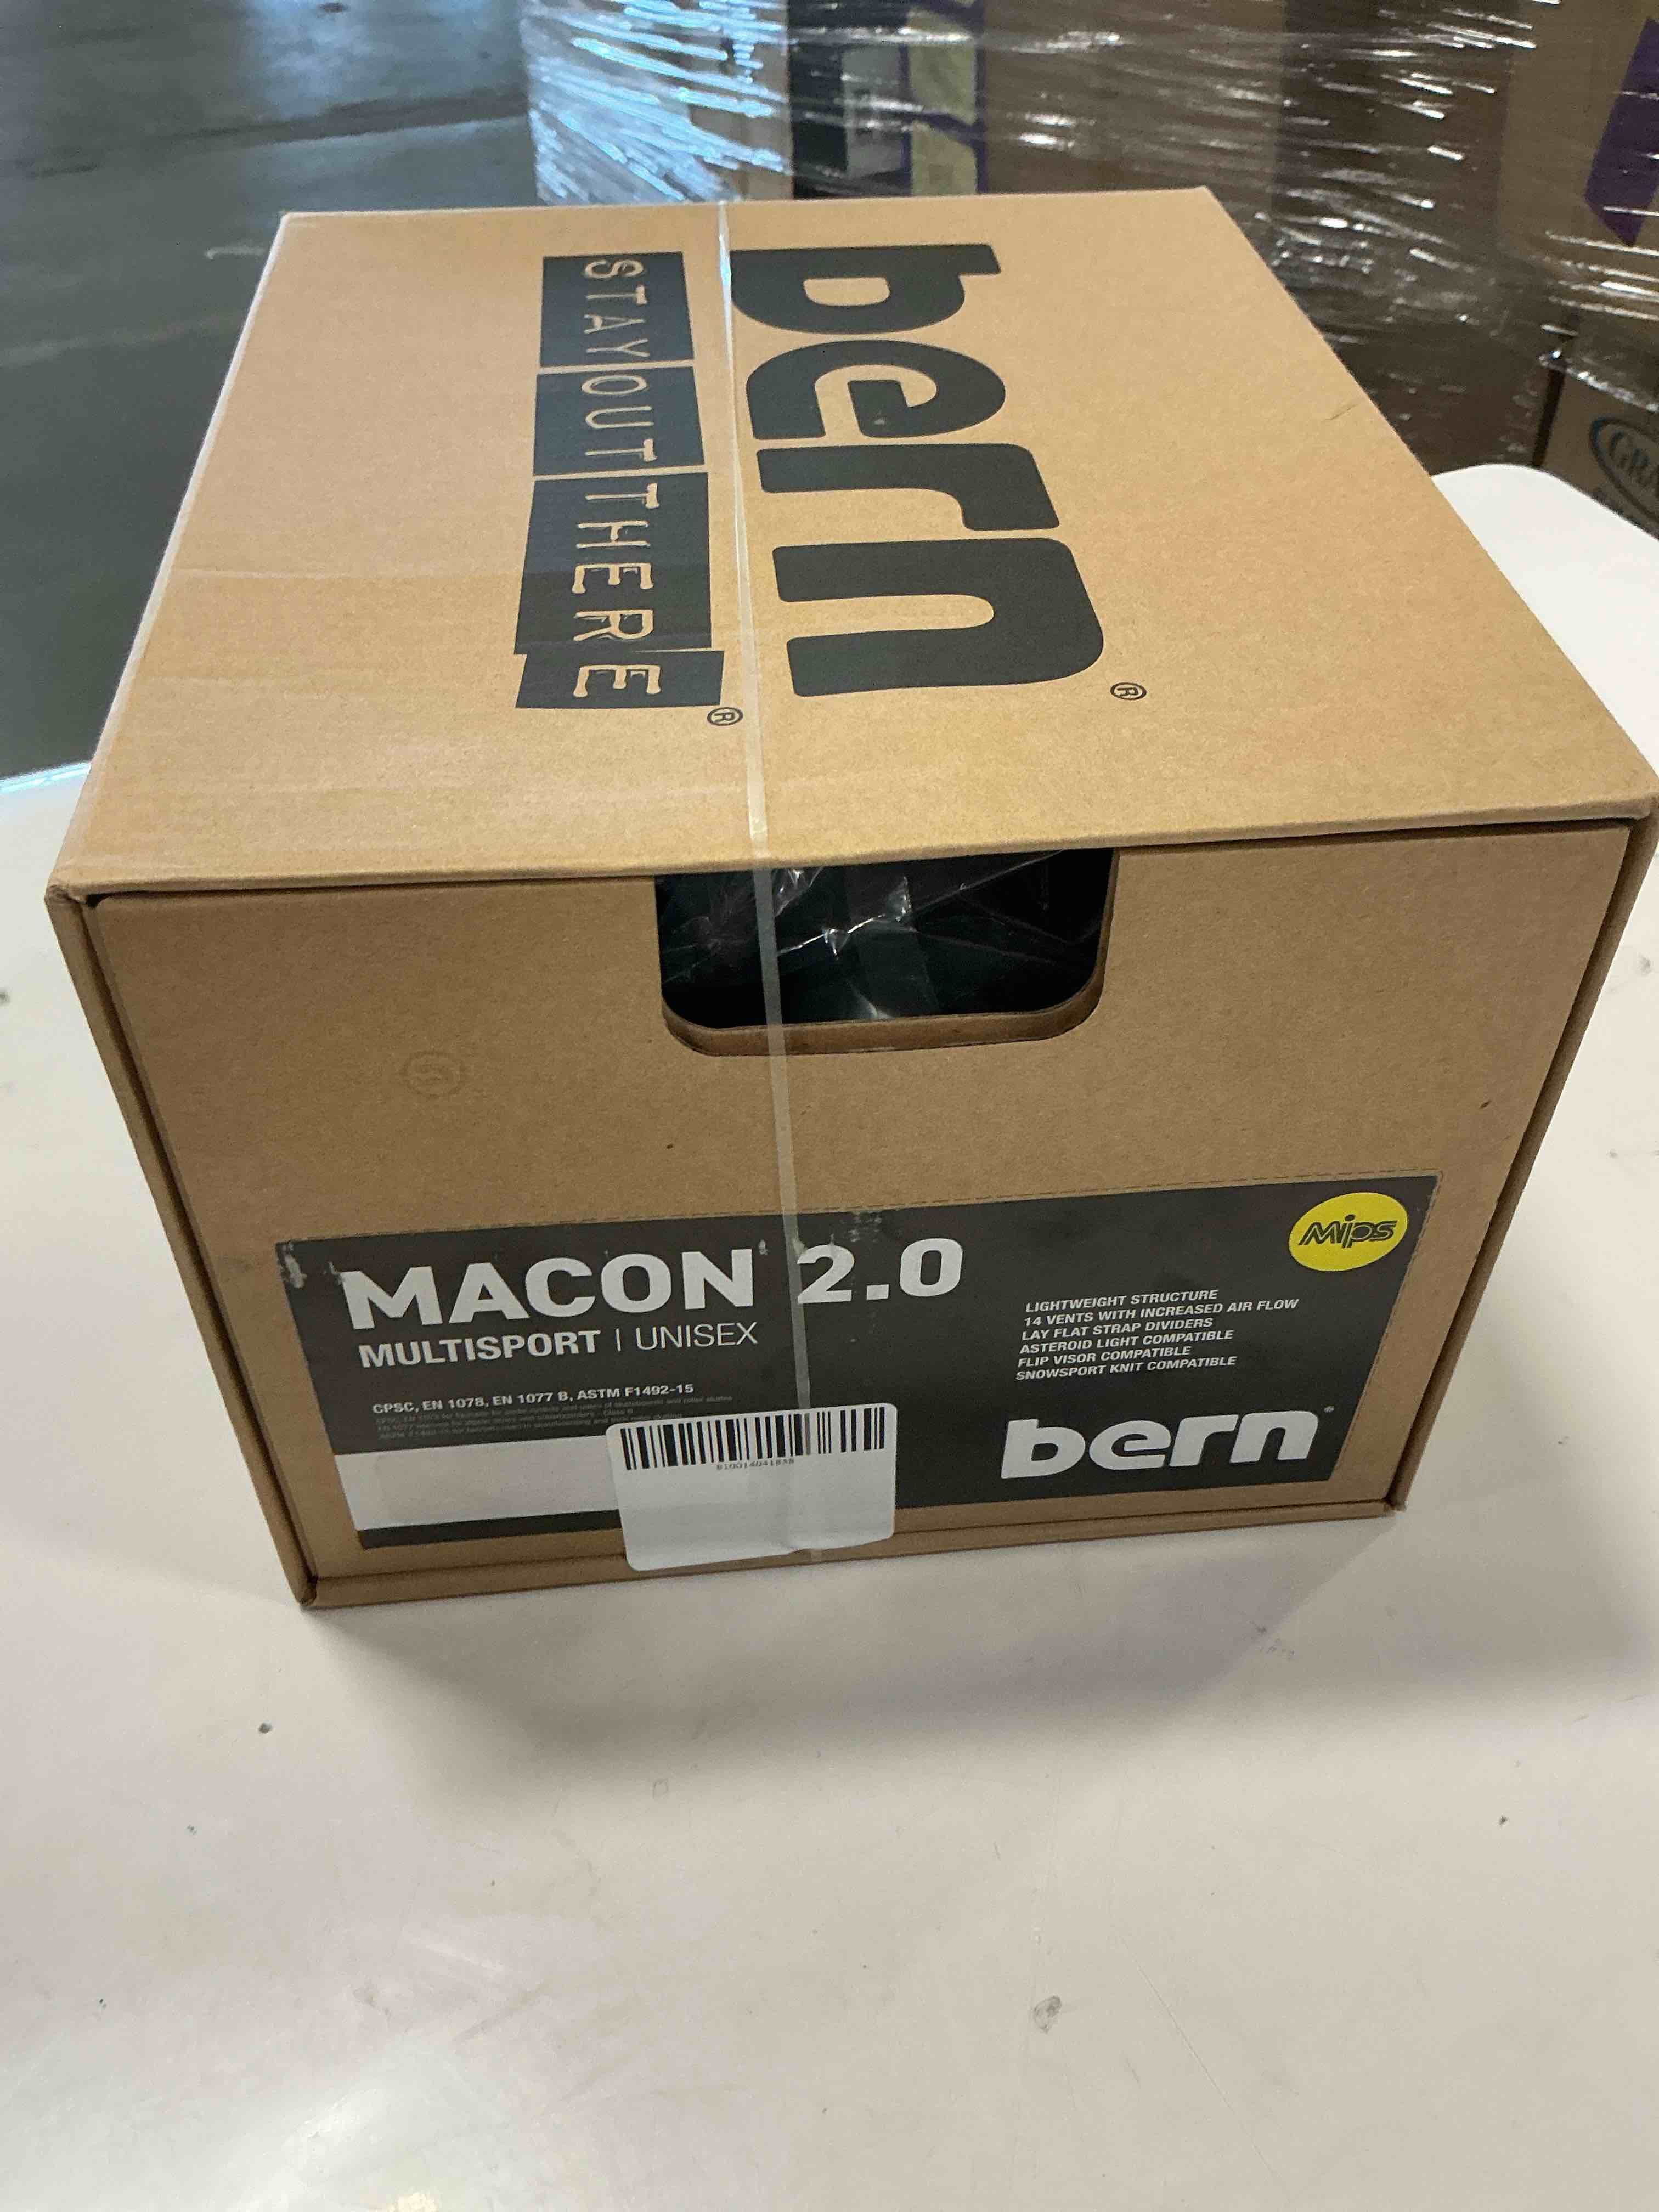 bern®
STAY OUT THERE®
MACON 2.0
MULTISPORT | UNISEX
CPSC, EN 1078, EN 1077 B, ASTM F1492-15
Mips
LIGHTWEIGHT STRUCTURE
14 VENTS WITH INCREASED AIR FLOW
LAY FLAT STRAP DIVIDERS
ASTEROID LIGHT COMPATIBLE
FLIP VISOR COMPATIBLE
SNOWSPORT KNIT COMPATIBLE
bern